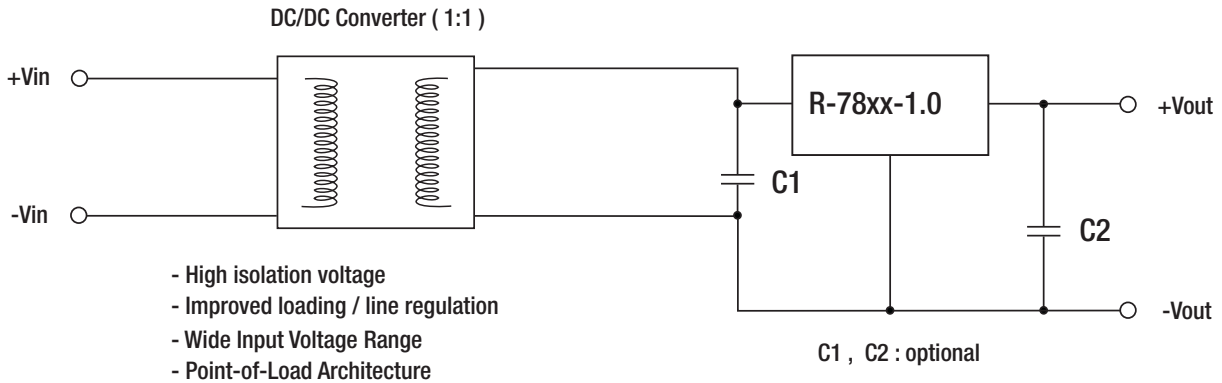 DC/DC Converter ( 1:1 )
+Vin
R-78xx-1.0
+Vout
C1
-Vin
C2
- High isolation voltage
- Improved loading / line regulation
- Wide Input Voltage Range
- Point-of-Load Architecture
-Vout
C1 , C2 : optional